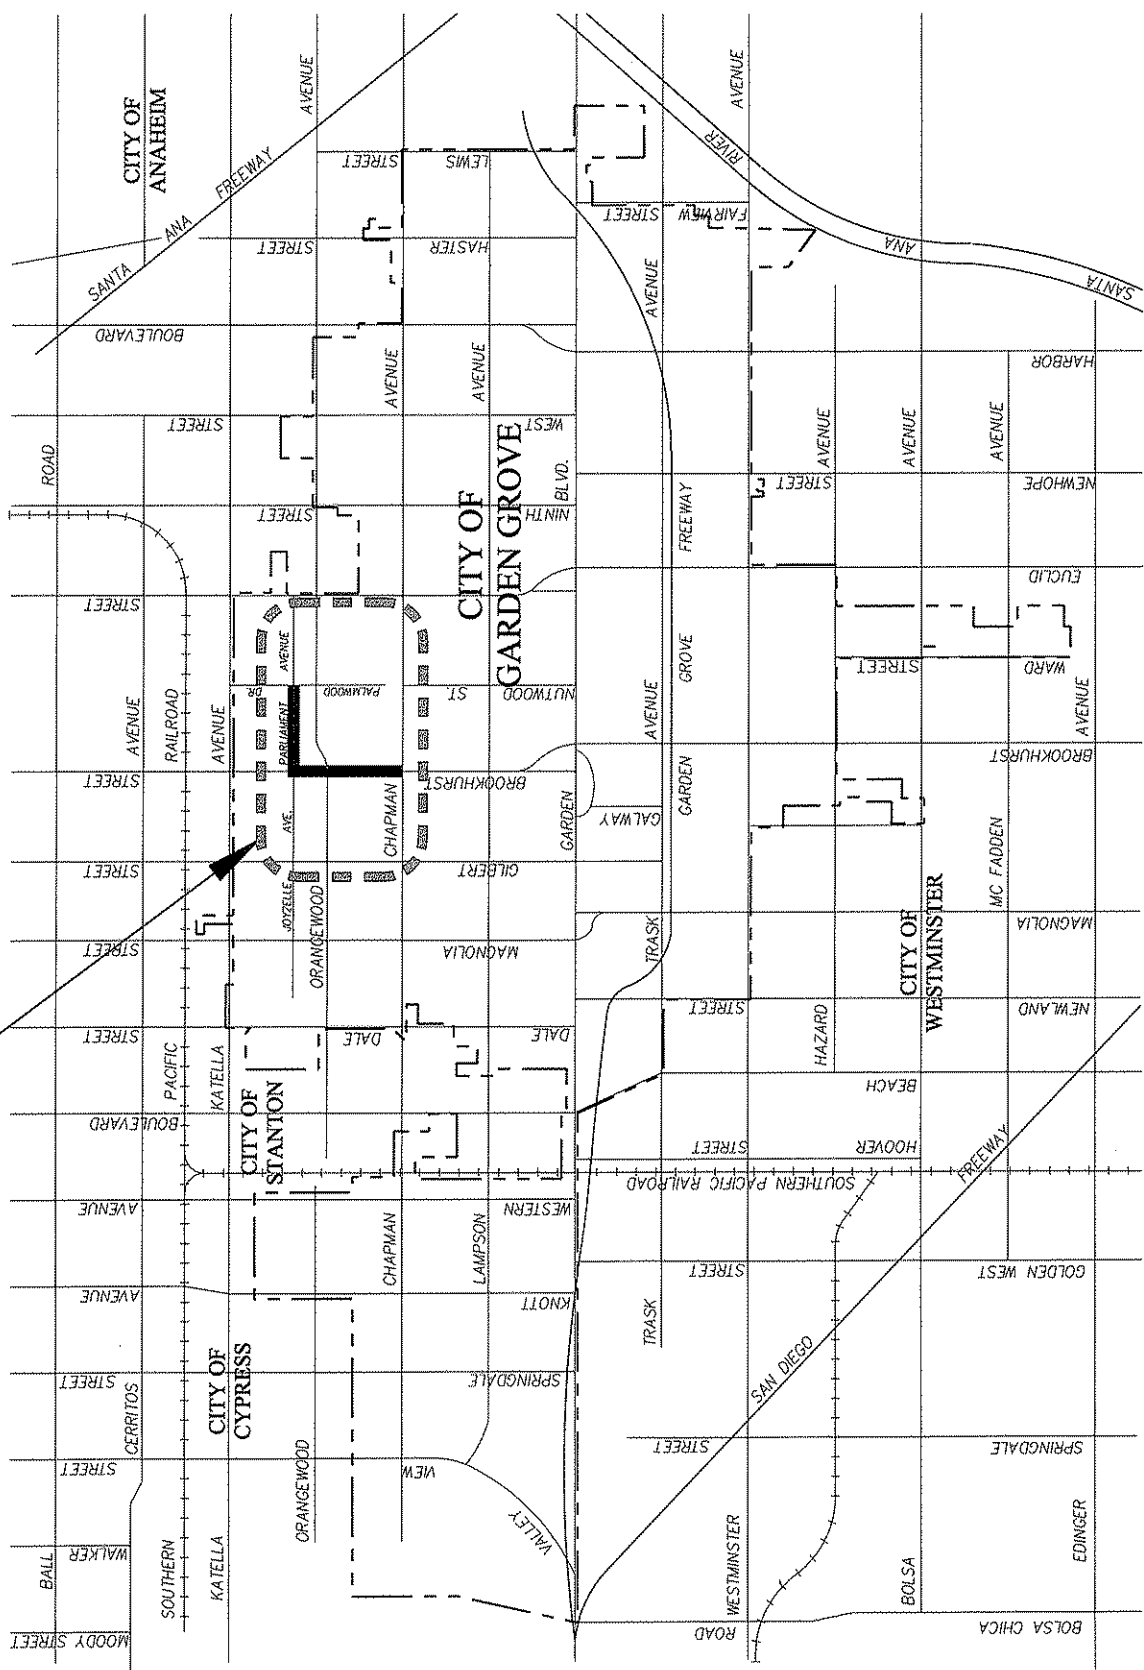 CITY OF
ANAHEIM
SANTA ANA FREEWAY
AVENUE
STREET
LEWIS
STREET
HASTER
BOULEVARD
AVENUE
AVENUE
AVENUE
RIVER
AVENUE
STREET
FAIRVIEW
ANA
SANTA
HARBOR
ROAD
STREET
WEST
STREET
NINTH
BLVD.
CITY OF
GARDEN GROVE
FREEWAY
STREET
AVENUE
AVENUE
AVENUE
NEWHOPE
STREET
EUCLID
AVENUE
RAILROAD
AVENUE
DR.
PALMWOOD
PARLIAMENT
AVENUE
ST.
NUTWOOD
AVENUE
GROVE
STREET
WARD
AVENUE
STREET
BROOKHURST
CHAPMAN
GARDEN
GALWAY
GARDEN
BROOKHURST
STREET
AVE.
JOYZELLE
ORANGEWOOD
GILBERT
STREET
MAGNOLIA
TRASK
CITY OF
WESTMINSTER
MC FADDEN
MAGNOLIA
STREET
PACIFIC
KATELLA
DALE
DALE
STREET
HAZARD
NEWLAND
BEACH
BOULEVARD
CITY OF
STANTON
STREET
HOOVER
FREEWAY
SOUTHERN PACIFIC RAILROAD
AVENUE
CHAPMAN
LAMPSON
WESTERN
STREET
GOLDEN WEST
AVENUE
KNOTT
TRASK
SAN DIEGO
CITY OF
CYPRESS
STREET
CERRITOS
SPRINGDALE
STREET
SPRINGDALE
STREET
ORANGEWOOD
VIEW
VALLEY
BALL
WALKER
SOUTHERN
KATELLA
WESTMINSTER
BOLSA
EDINGER
MOODY STREET
ROAD
BOLSA CHICA